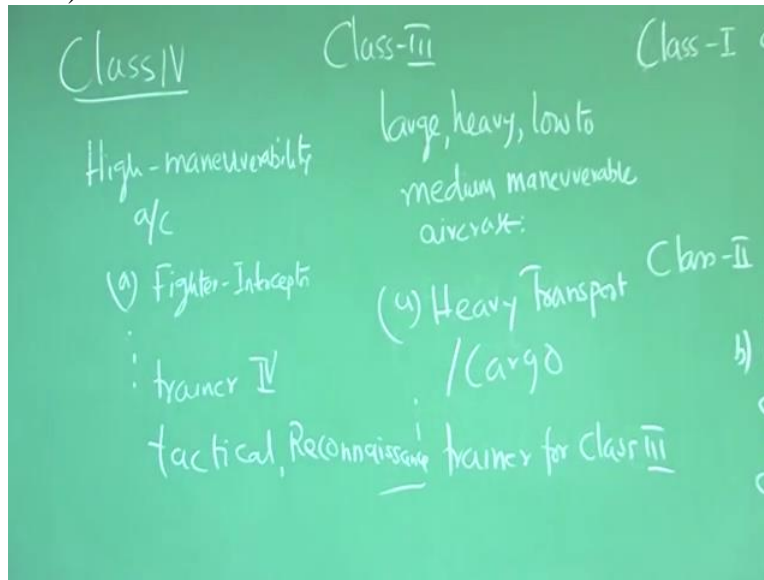 Class IV
High-maneuverability
a/c
(a) Fighter-Intercepts
trainer IV
tactical, Reconnaissance
Class-III
large, heavy, low to
medium maneuverable
aircraft:
(a) Heavy Transport
/Cargo
trainer for Class III
Class-I
Class-II
b)